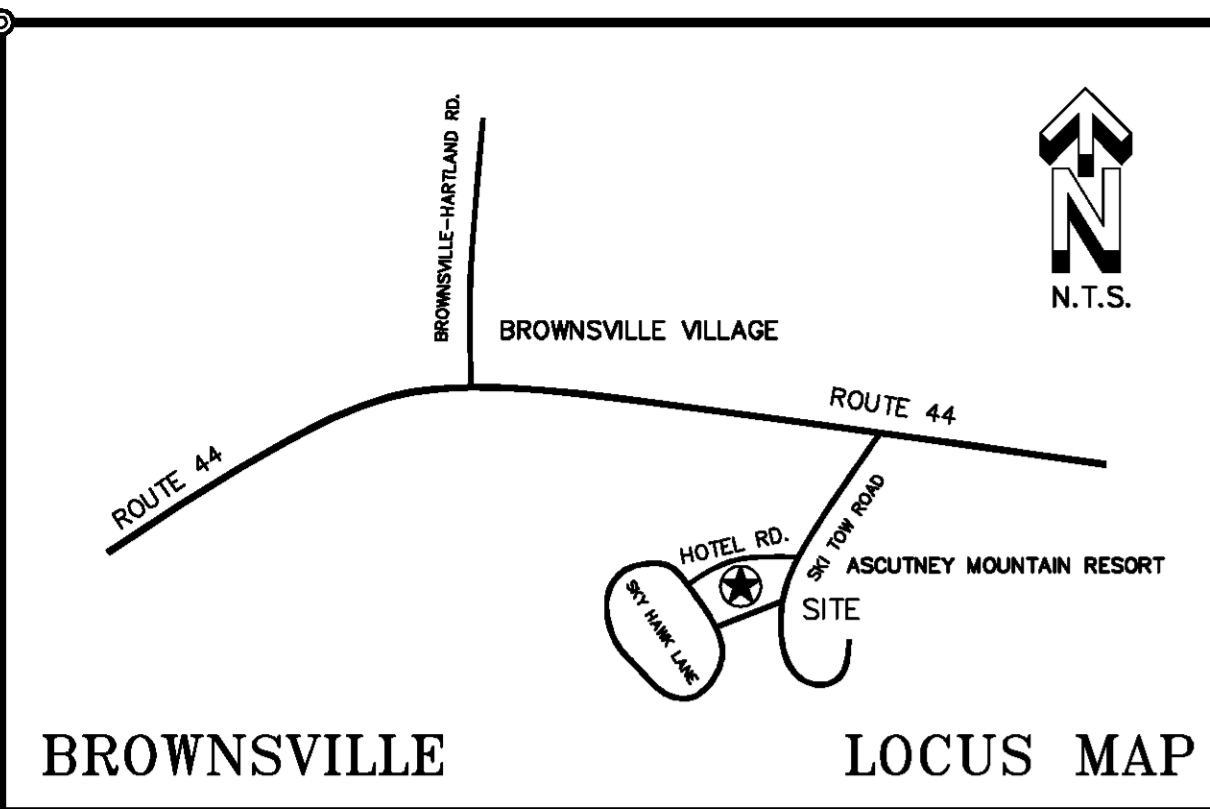 BROWNSVILLE-HARTLAND RD.
N
N.T.S.
BROWNSVILLE VILLAGE
ROUTE 44
ROUTE 44
SKI TOW ROAD
HOTEL RD.
ASCUTNEY MOUNTAIN RESORT
SITE
SKY HAWK LANE
BROWNSVILLE
LOCUS MAP